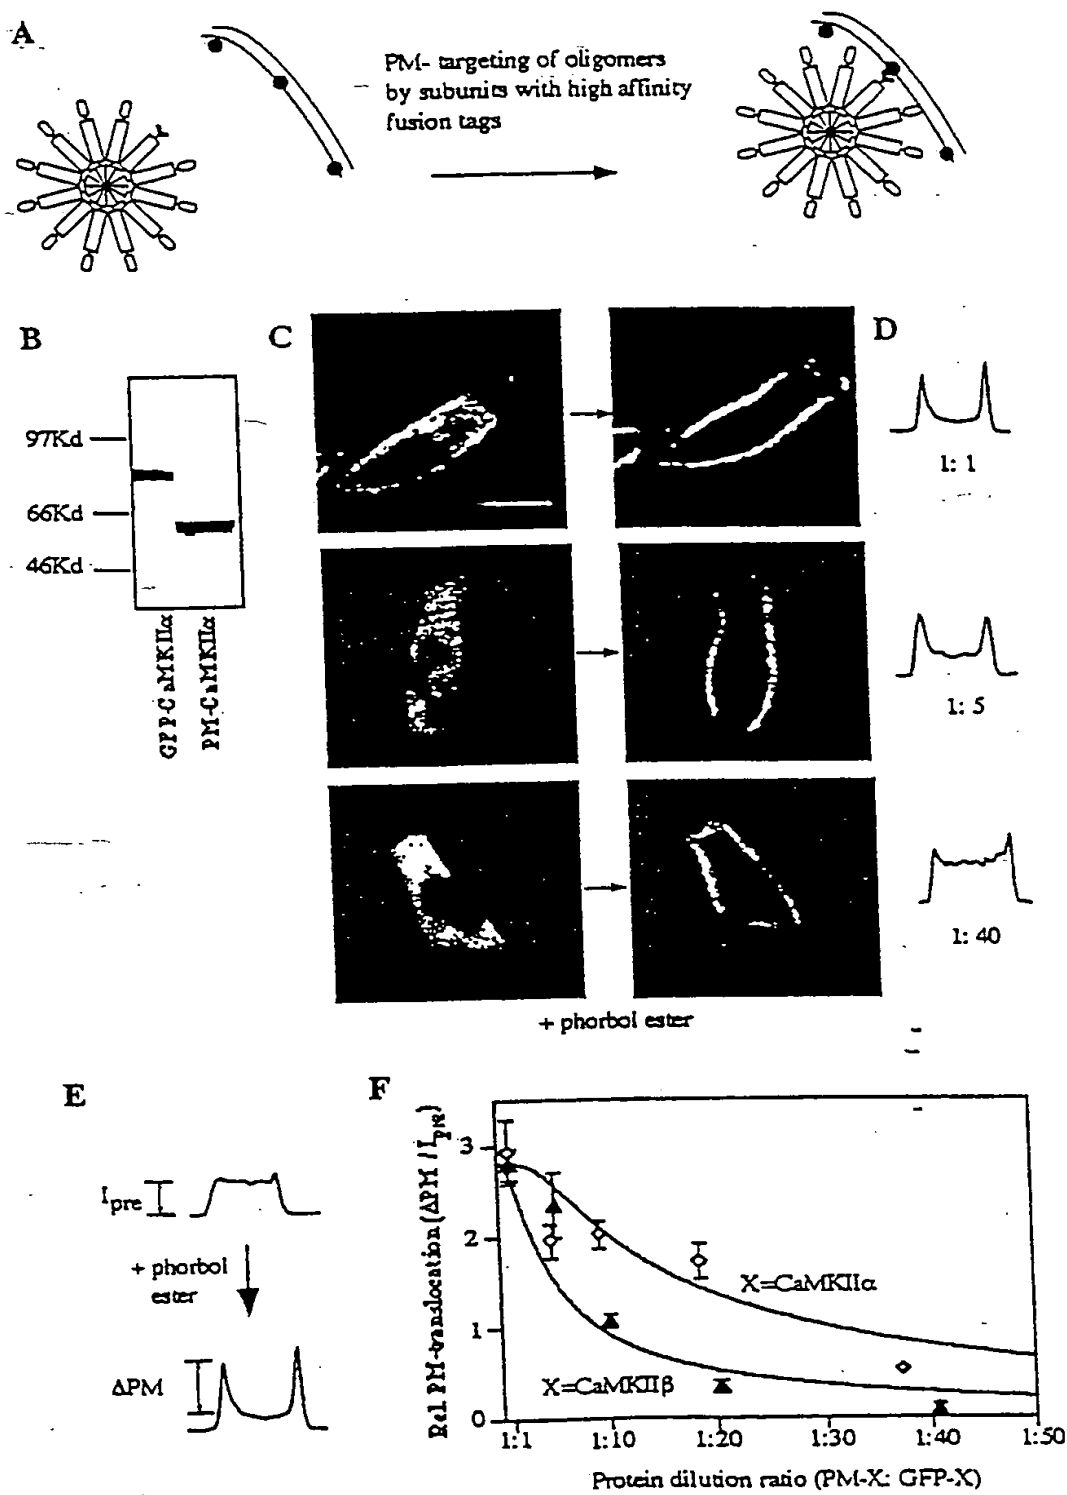 A
PM- targeting of oligomers
by subunits with high affinity
fusion tags
B
97Kd
66Kd
46Kd
GFP-CaMKIIα
PM-CaMKIIα
C
D
1: 1
1: 5
1: 40
+ phorbol ester
E
I pre
+ phorbol
ester
ΔPM
F
Rel. PM-translocation (ΔPM / I pre)
3
2
1
0
X=CaMKIIα
X=CaMKIIβ
1:1 1:10 1:20 1:30 1:40 1:50
Protein dilution ratio (PM-X: GFP-X)